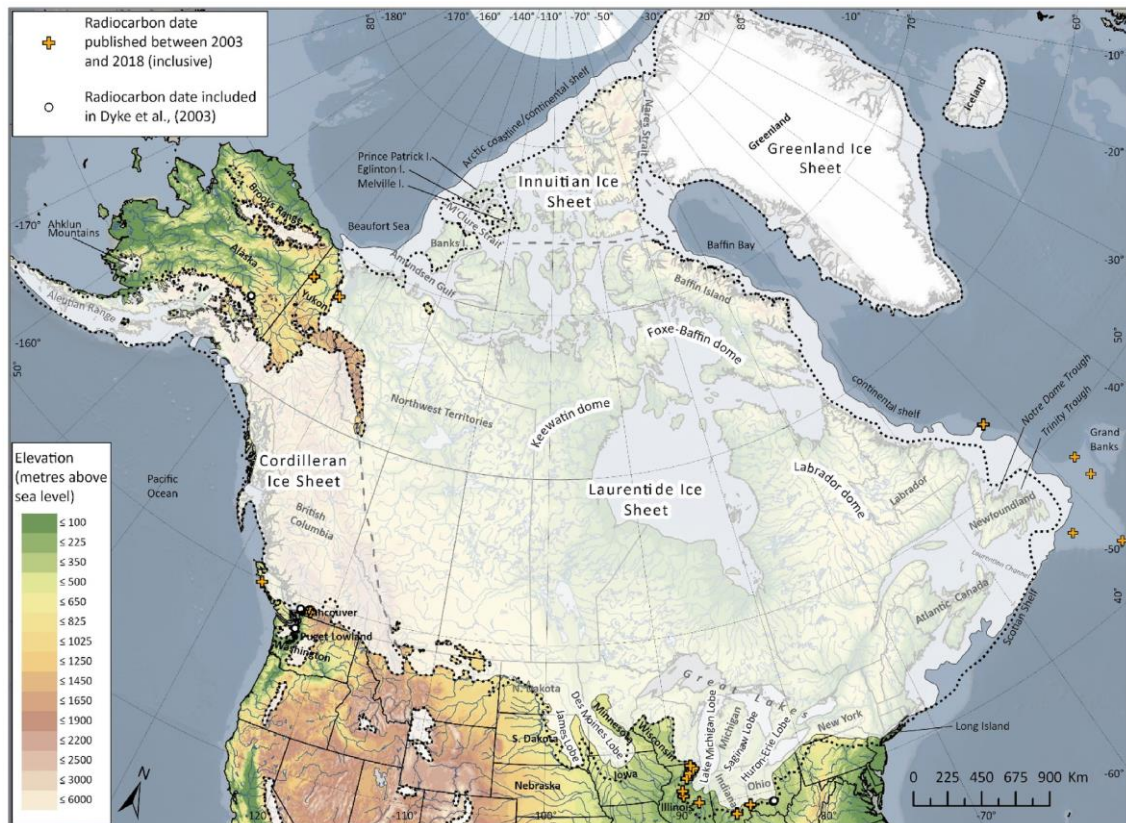 Radiocarbon date
published between 2003
and 2018 (inclusive)
Radiocarbon date included
in Dyke et al., (2003)
80°
-170°
-160°
-140°
110°
-70°
-50°
-30°
80°
70°
60°
-10°
-20°
-30°
-40°
50°
-50°
40°
-60°
-170°
-160°
50
-120
-110°
-100°
-90°
-80°
Arctic coastine/continental shelf
Nares Strait
Iceland
Greenland
Greenland Ice
Sheet
Prince Patrick I.
Eglinton I.
Melville I.
Innuitian Ice
Sheet
M'Clure Strait
Banks I.
Beaufort Sea
Amundsen Gulf
Baffin Bay
Baffin Island
Brooks Range
Ahklun
Mountains
Alaska
Yukon
Aleutian Range
Foxe-Baffin dome
Keewatin dome
Northwest Territories
continental shelf
Notre Dome Trough
Trinity Trough
Grand
Banks
Cordilleran
Ice Sheet
Pacific
Ocean
British
Columbia
Laurentide Ice
Sheet
Labrador dome
Labrador
Newfoundland
Laurentian Channel
Atlantic Canada
Scotian Shelf
Elevation
(metres above
sea level)
≤ 100
≤ 225
≤ 350
≤ 500
≤ 650
≤ 825
≤ 1025
≤ 1250
≤ 1450
≤ 1650
≤ 1900
≤ 2200
≤ 2500
≤ 3000
≤ 6000
Vancouver
Puget Lowland
Washington
N. Dakota
S. Dakota
Nebraska
James Lobe
Des Moines Lobe
Minnesota
Wisconsin
Iowa
Illinois
Great Lakes
Lake Michigan Lobe
Michigan
Saginaw Lobe
Huron-Erie Lobe
Indiana
Ohio
New York
Long Island
N
0 225 450 675 900 Km